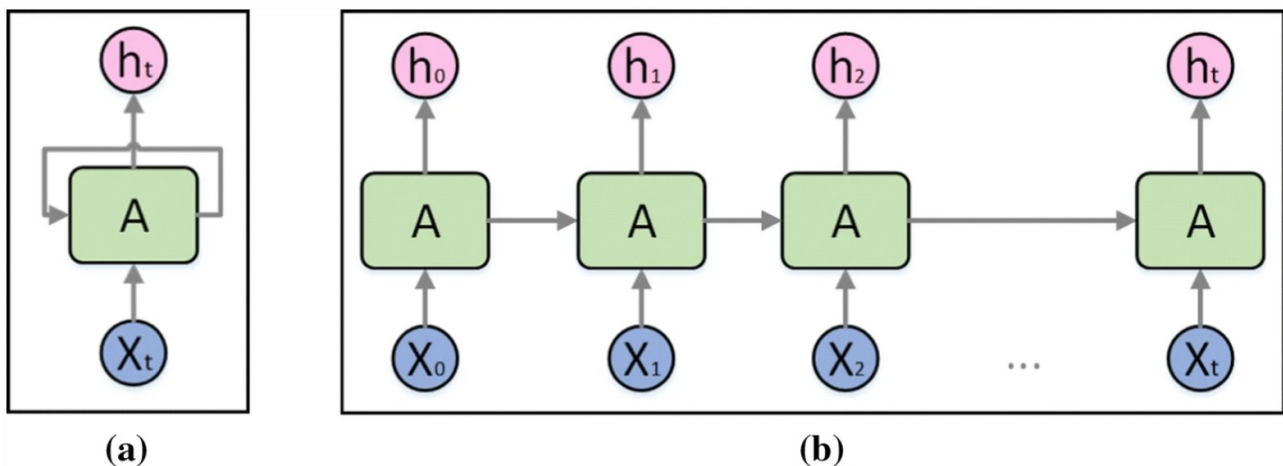 h₀ h₁ h₂ hₜ
hₜ
A
A A A A
Xₜ
X₀ X₁ X₂ ... Xₜ
(a) (b)